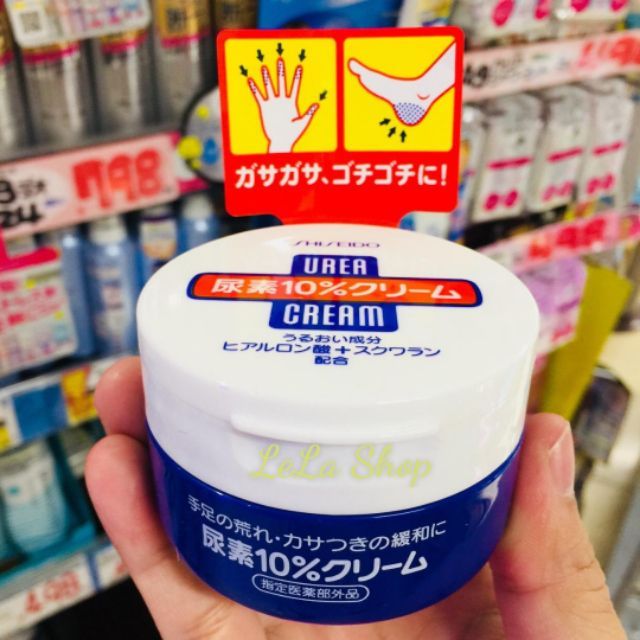 798
ガサガサ、ゴチゴチに!
SHISEIDO
UREA
尿素10%クリーム
CREAM
うるおい成分
ヒアルロン酸+スクワラン
配合
LeLa Shop
手足の荒れ・カサつきの緩和に
尿素10%クリーム
指定医薬部外品
498